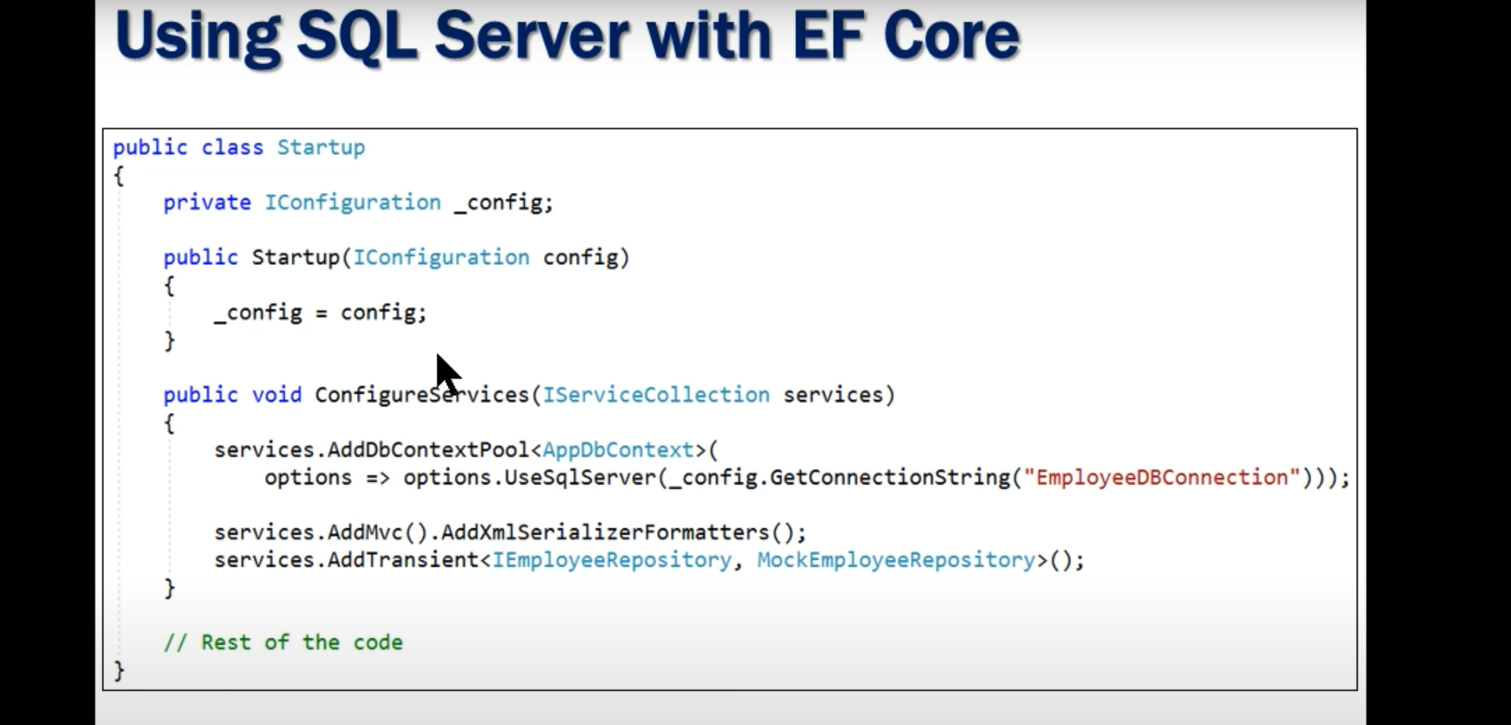 Using SQL Server with EF Core
public class Startup
{
    private IConfiguration _config;
    public Startup(IConfiguration config)
    {
        _config = config;
    }
    public void ConfigureServices(IServiceCollection services)
    {
        services.AddDbContextPool<AppDbContext>(
            options => options.UseSqlServer(_config.GetConnectionString("EmployeeDBConnection")));
        services.AddMvc().AddXmlSerializerFormatters();
        services.AddTransient<IEmployeeRepository, MockEmployeeRepository>();
    }
    // Rest of the code
}